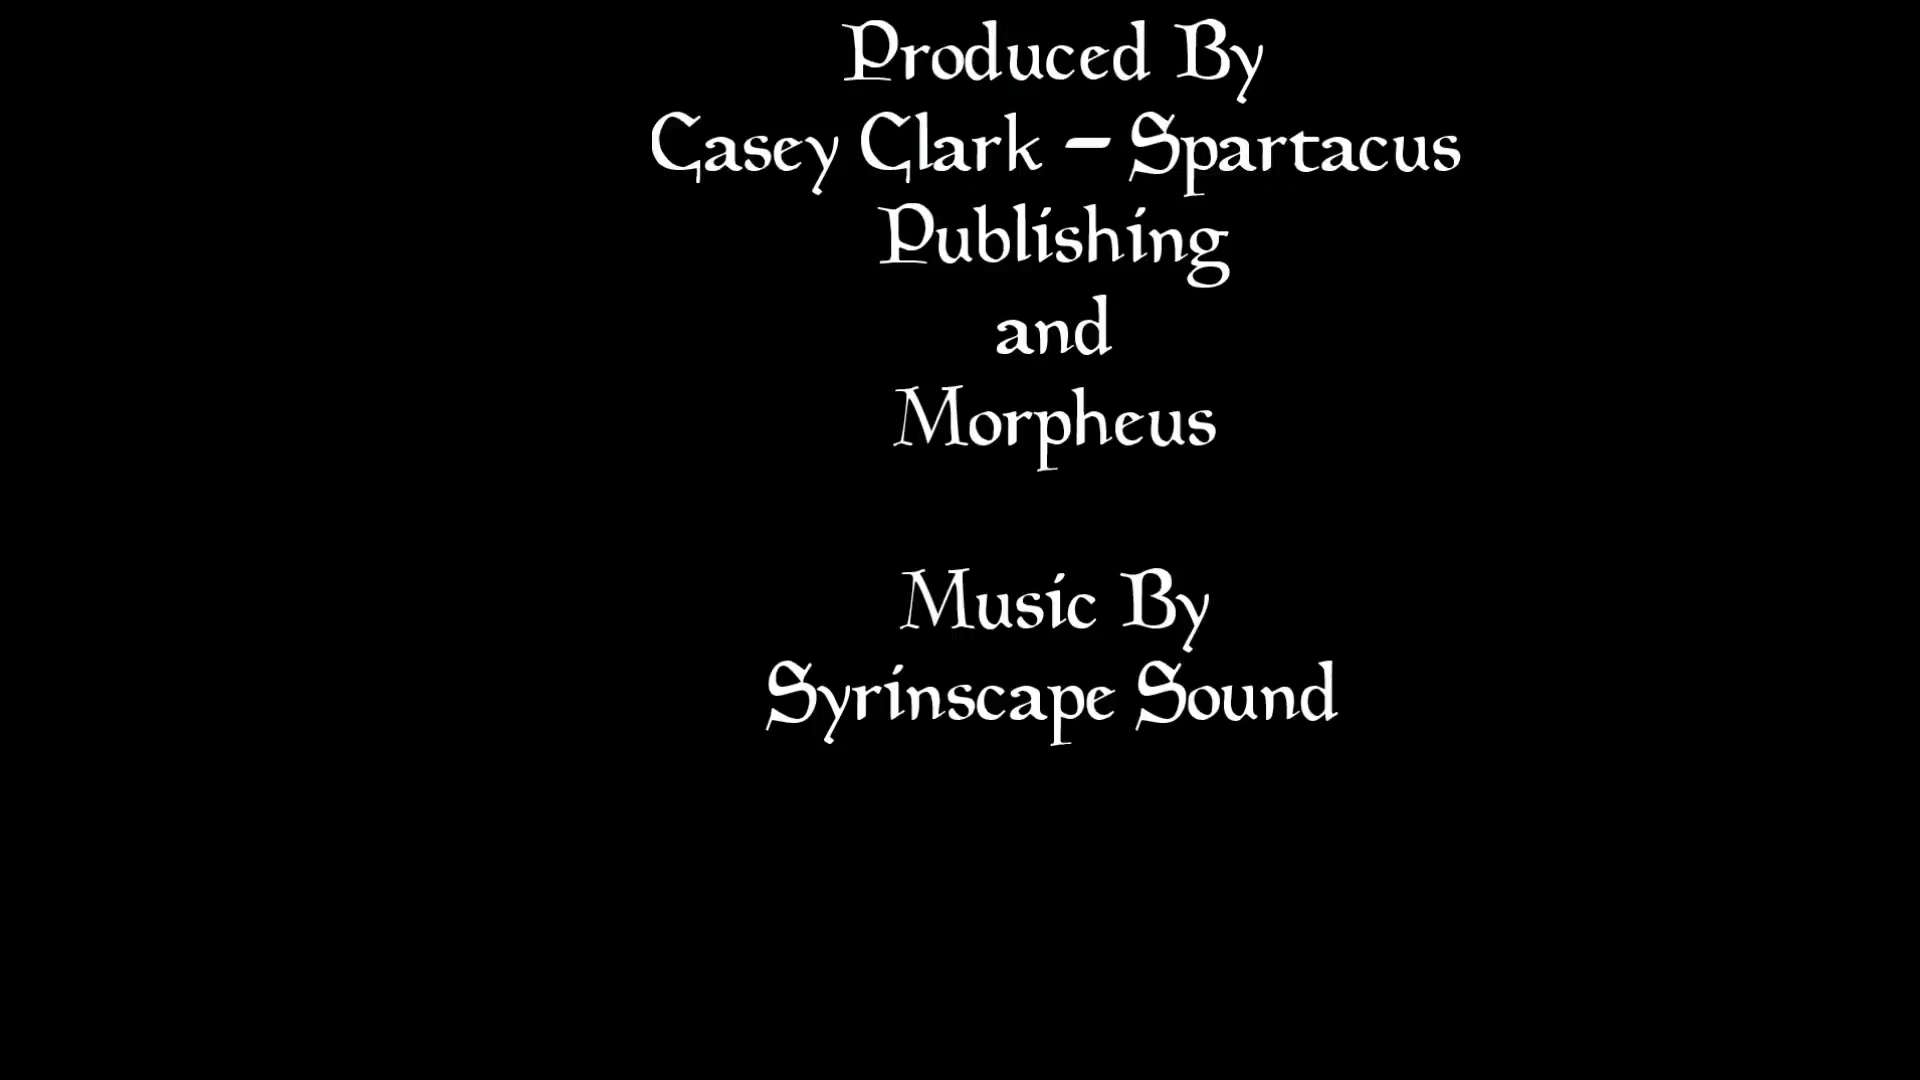 Produced By
Casey Clark - Spartacus
Publishing
and
Morpheus
Music By
Syrinscape Sound